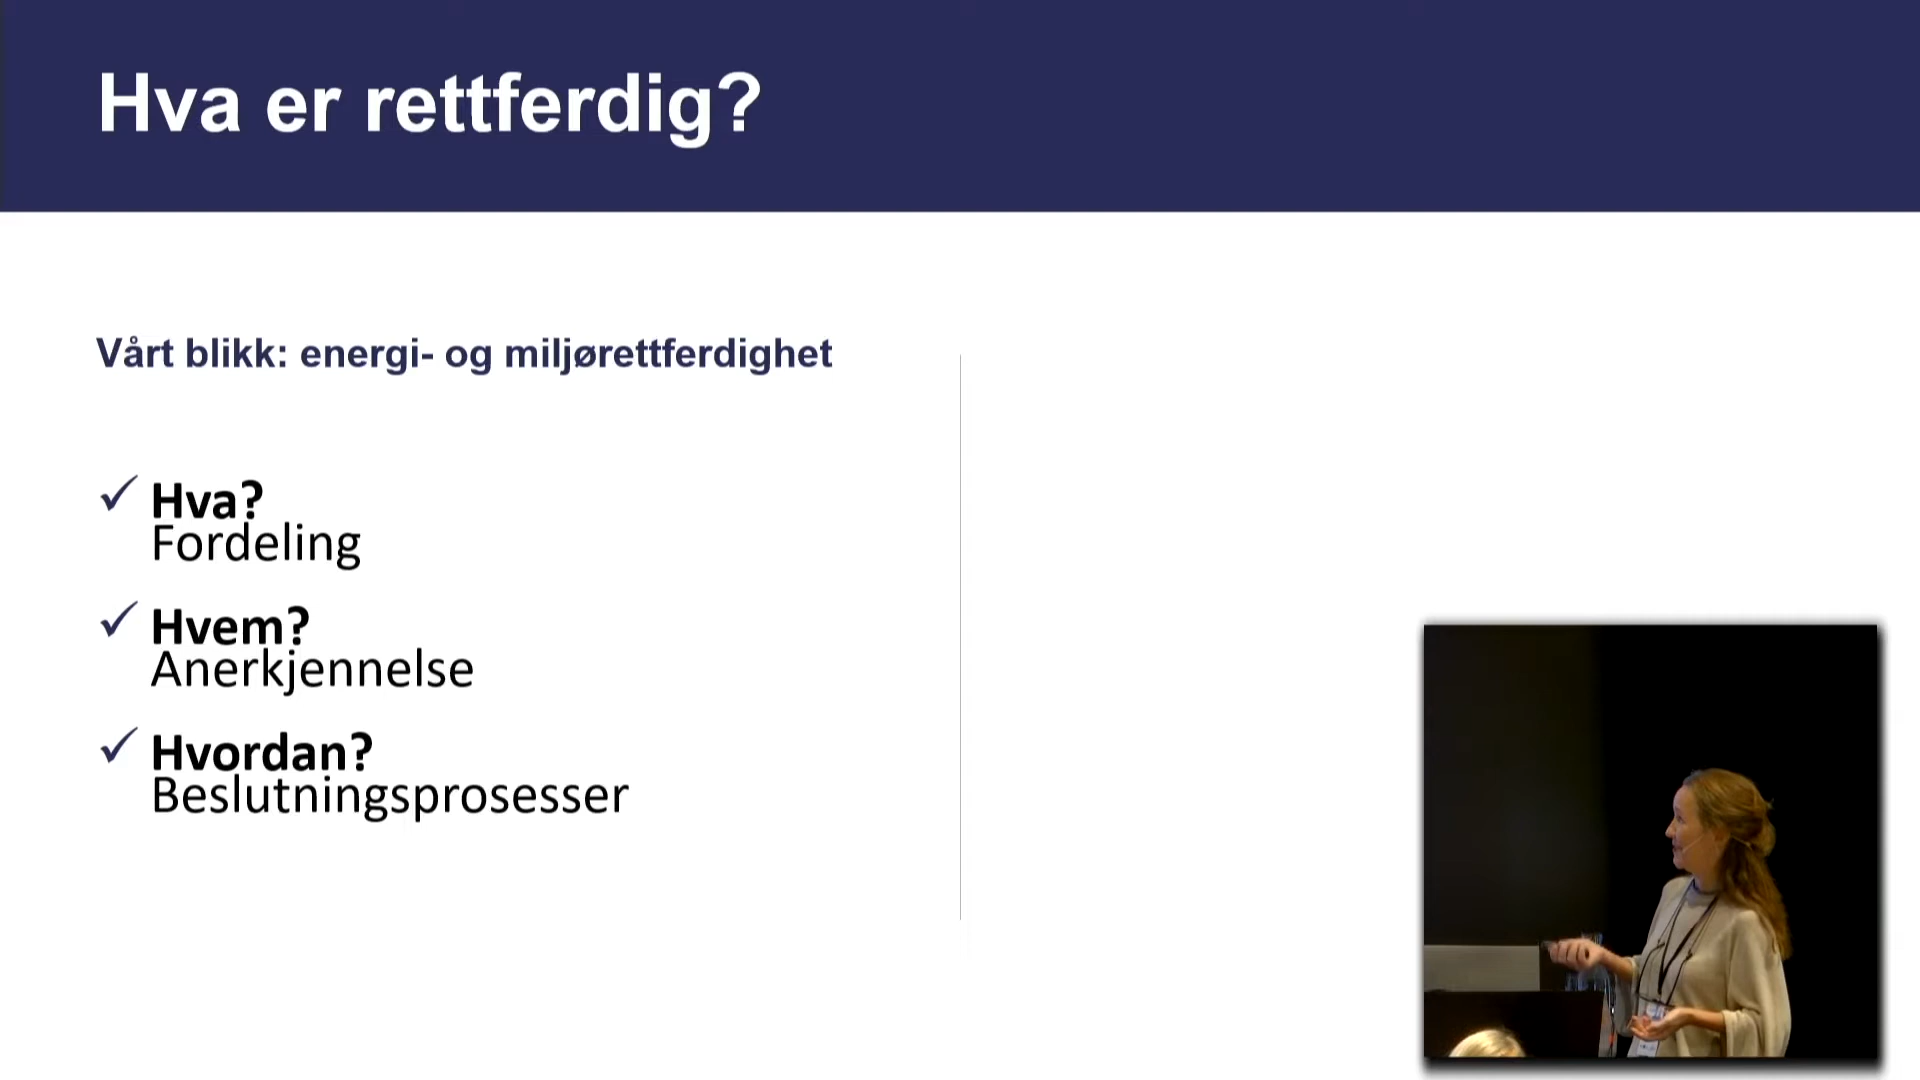 Hva er rettferdig?
Vårt blikk: energi- og miljørettferdighet
Hva?
Fordeling
Hvem?
Anerkjennelse
Hvordan?
Beslutningsprosesser